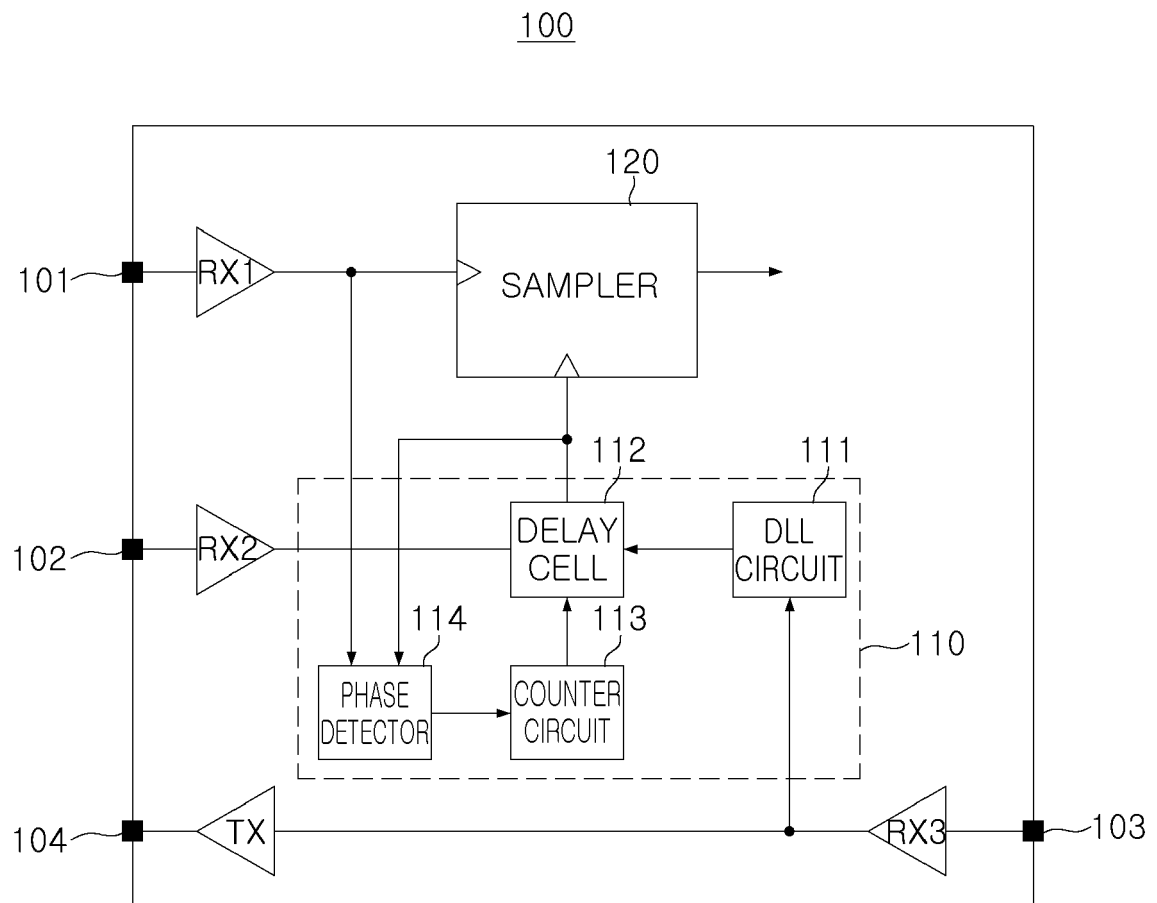 100
120
101
RX1
SAMPLER
112
111
102
RX2
DELAY
CELL
DLL
CIRCUIT
114
113
110
PHASE
DETECTOR
COUNTER
CIRCUIT
104
TX
RX3
103